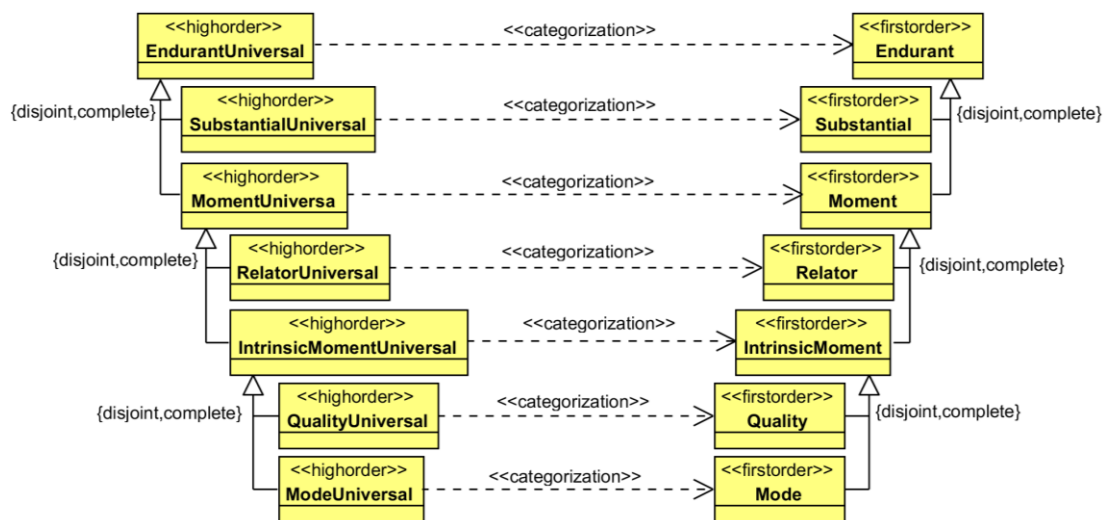 <<highorder>>
EndurantUniversal
<<categorization>>
<<firstorder>>
Endurant
{disjoint,complete}
<<highorder>>
SubstantialUniversal
<<categorization>>
<<firstorder>>
Substantial
{disjoint,complete}
<<highorder>>
MomentUniversa
<<categorization>>
<<firstorder>>
Moment
{disjoint,complete}
<<highorder>>
RelatorUniversal
<<categorization>>
<<firstorder>>
Relator
{disjoint,complete}
<<highorder>>
IntrinsicMomentUniversal
<<categorization>>
<<firstorder>>
IntrinsicMoment
{disjoint,complete}
<<highorder>>
QualityUniversal
<<categorization>>
<<firstorder>>
Quality
{disjoint,complete}
<<highorder>>
ModeUniversal
<<categorization>>
<<firstorder>>
Mode